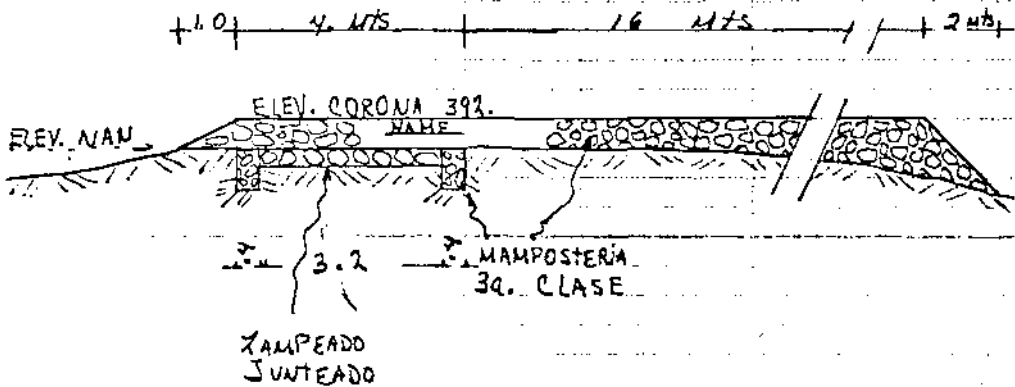 1.0 4. Mts 16 Mts 2 Mts
ELEV. CORONA 392.
NAME
ELEV. NAN
3.2
MAMPOSTERIA
3a. CLASE
ZAMPEADO
JUNTEADO